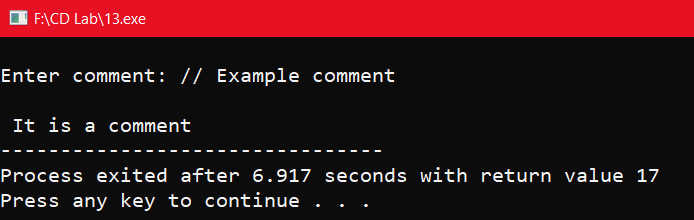 F:\CD Lab\13.exe
Enter comment: // Example comment
It is a comment
--------------------------------
Process exited after 6.917 seconds with return value 17
Press any key to continue . . .